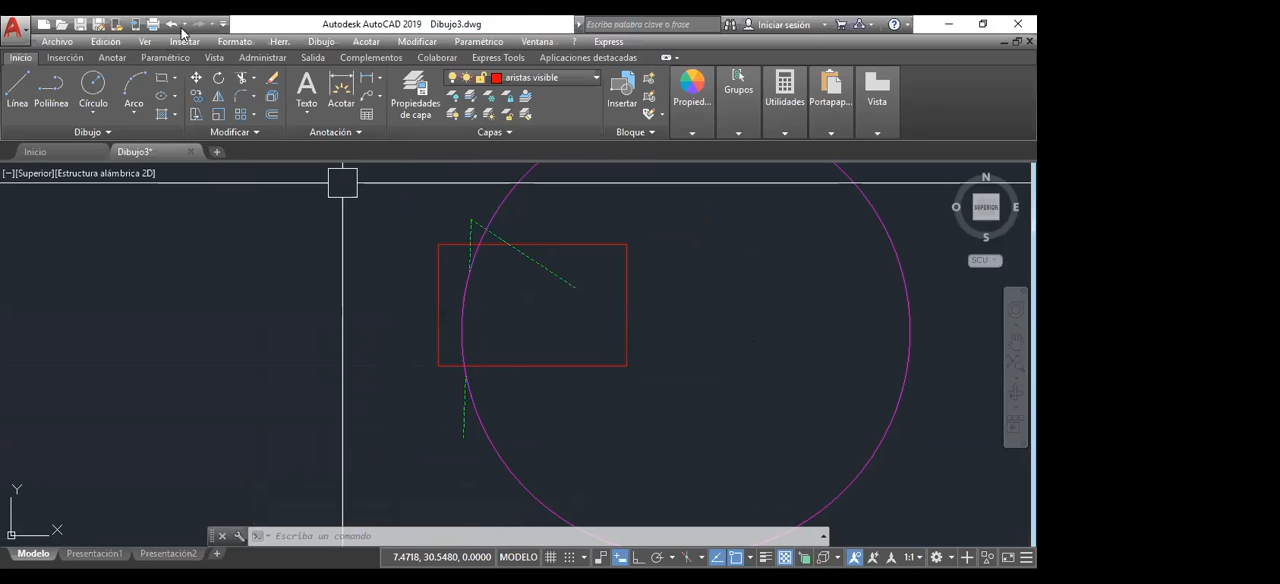 Autodesk AutoCAD 2019 Dibujo3.dwg
Escriba palabra clave o frase
Iniciar sesión
Archivo Edición Ver Insertar Formato Herr. Dibujo Acotar Modificar Paramétrico Ventana ? Express
Inicio Inserción Anotar Paramétrico Vista Administrar Salida Complementos Colaborar Express Tools Aplicaciones destacadas
aristas visible
Línea Polilínea Círculo Arco
Texto Acotar
Propiedades de capa
Insertar
Propied... Grupos Utilidades Portapap... Vista
Dibujo Modificar Anotación Capas Bloque
Inicio Dibujo3*
[−][Superior][Estructura alámbrica 2D]
N
O SUPERIOR E
S
SCU
Y
X
Escriba un comando
Modelo Presentación1 Presentación2 +
7.4718, 30.5480, 0.0000 MODELO
1:1